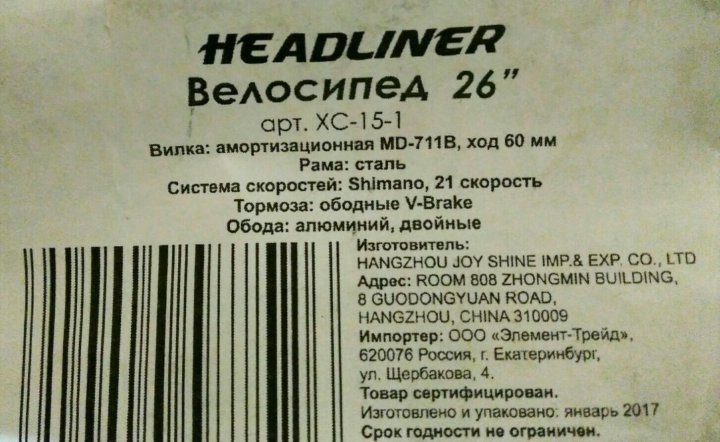 HEADLINER
Велосипед 26”
арт. XC-15-1
Вилка: амортизационная MD-711B, ход 60 мм
Рама: сталь
Система скоростей: Shimano, 21 скорость
Тормоза: ободные V-Brake
Обода: алюминий, двойные
Изготовитель:
HANGZHOU JOY SHINE IMP.& EXP. CO., LTD
Адрес: ROOM 808 ZHONGMIN BUILDING,
8 GUODONGYUAN ROAD,
HANGZHOU, CHINA 310009
Импортер: ООО «Элемент-Трейд»,
620076 Россия, г. Екатеринбург,
ул. Щербакова, 4.
Товар сертифицирован.
Изготовлено и упаковано: январь 2017
Срок годности не ограничен.